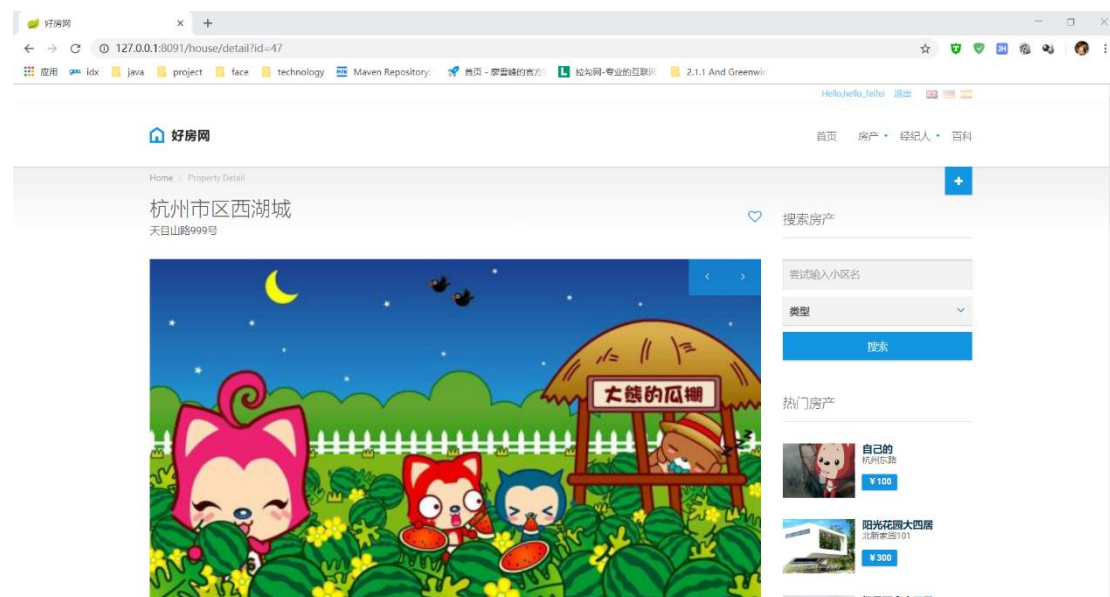 好房网
127.0.0.1:8091/house/detail?id=47
应用 idx java project face technology Maven Repository: 首页 - 廖雪峰的官方 拉勾网-专业的互联网 2.1.1 And Greenwic
Hello,hello_feifei 退出
好房网
首页 房产 经纪人 百科
Home / Property Detail
杭州市区西湖城
天目山路999号
搜索房产
尝试输入小区名
类型
搜索
大熊的瓜棚
热门房产
自己的
杭州东路
¥100
阳光花园大四居
北新家园101
¥300